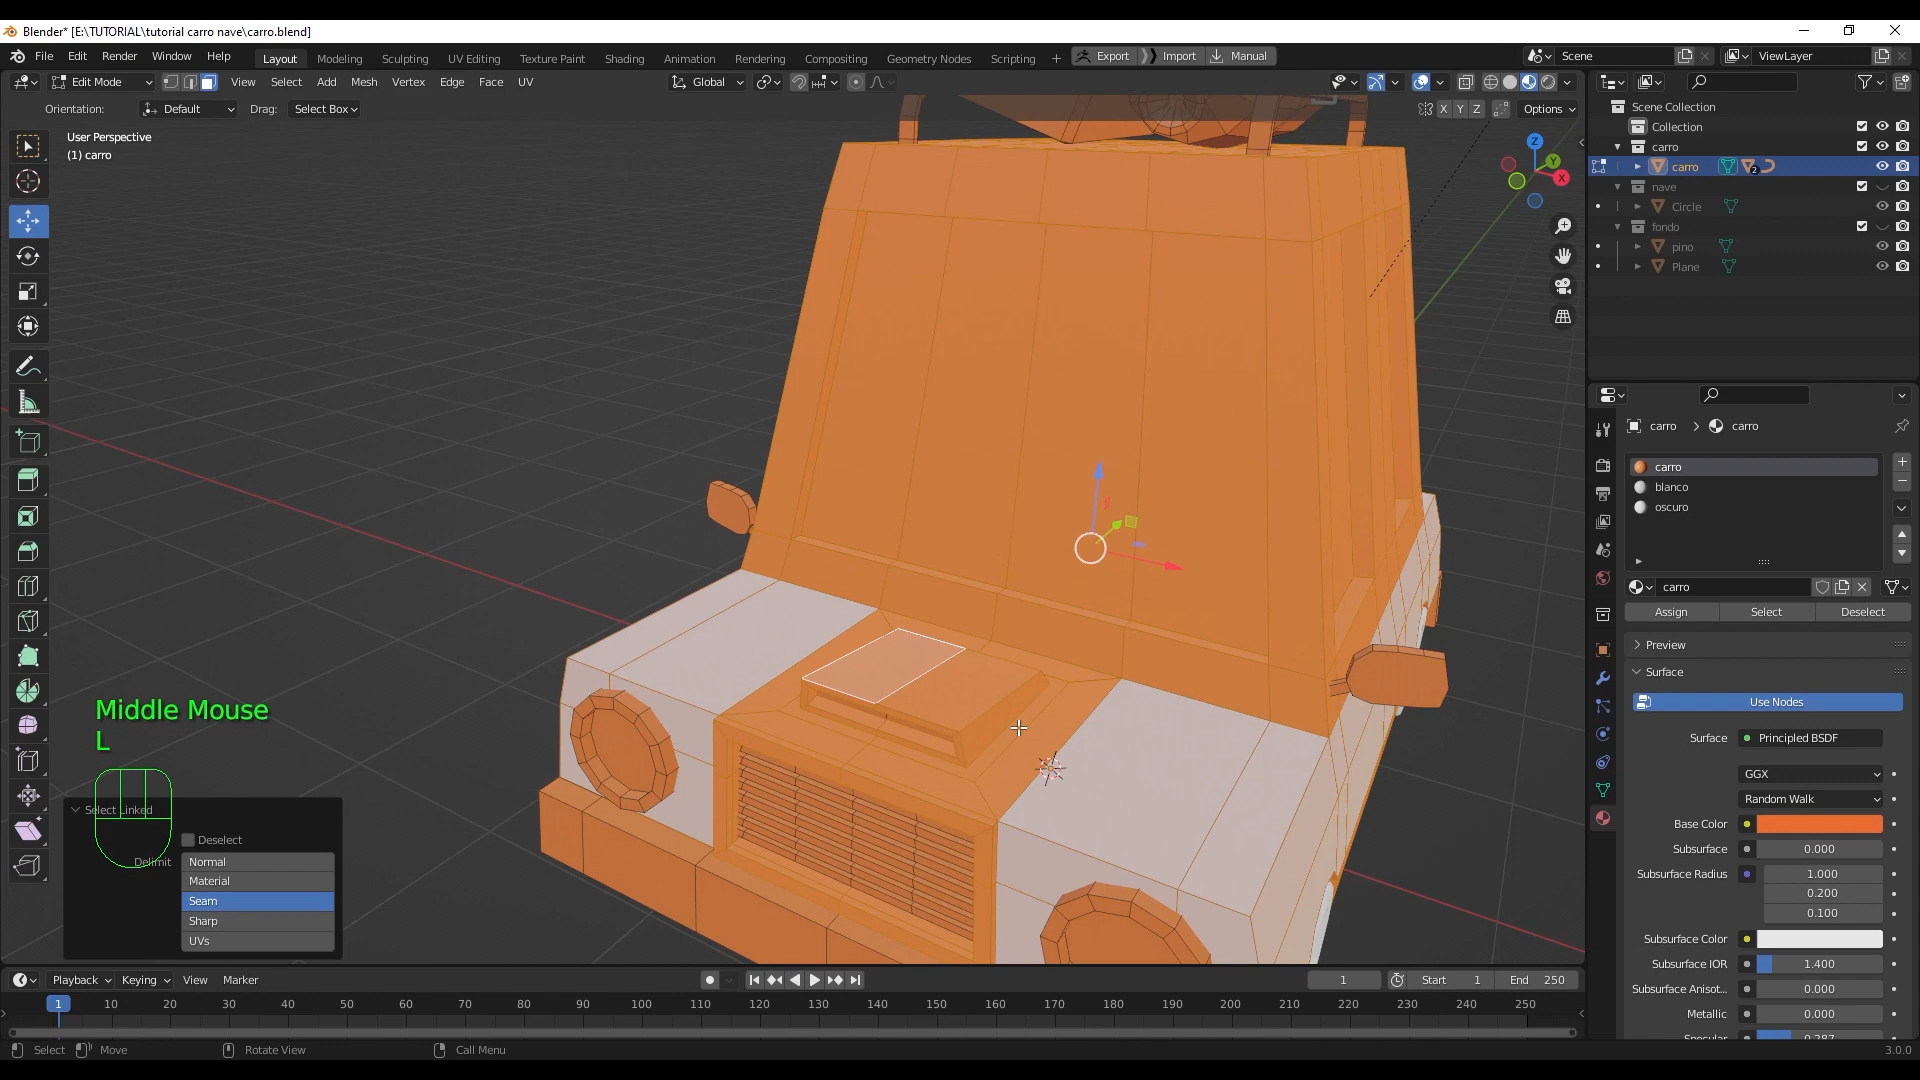 Blender* [E:\TUTORIAL\tutorial carro nave\carro.blend]
File Edit Render Window Help Layout Modeling Sculpting UV Editing Texture Paint Shading Animation Rendering Compositing Geometry Nodes Scripting + Export Import Manual Scene ViewLayer
Edit Mode View Select Add Mesh Vertex Edge Face UV Global
Orientation: Default Drag: Select Box X Y Z Options
User Perspective
(1) carro
Z
Y
X
Scene Collection
Collection
carro
carro 2
nave
Circle
fondo
pino
Plane
carro > carro
carro
blanco
oscuro
carro
Assign Select Deselect
Preview
Surface
Use Nodes
Surface Principled BSDF
GGX
Random Walk
Base Color
Subsurface 0.000
Subsurface Radius 1.000
0.200
0.100
Subsurface Color
Subsurface IOR 1.400
Subsurface Anisot... 0.000
Metallic 0.000
Specular 0.287
Middle Mouse
L
Select Linked
Deselect
Delimit Normal
Material
Seam
Sharp
UVs
Playback Keying View Marker 1 Start 1 End 250
1 10 20 30 40 50 60 70 80 90 100 110 120 130 140 150 160 170 180 190 200 210 220 230 240 250
Select Move Rotate View Call Menu 3.0.0